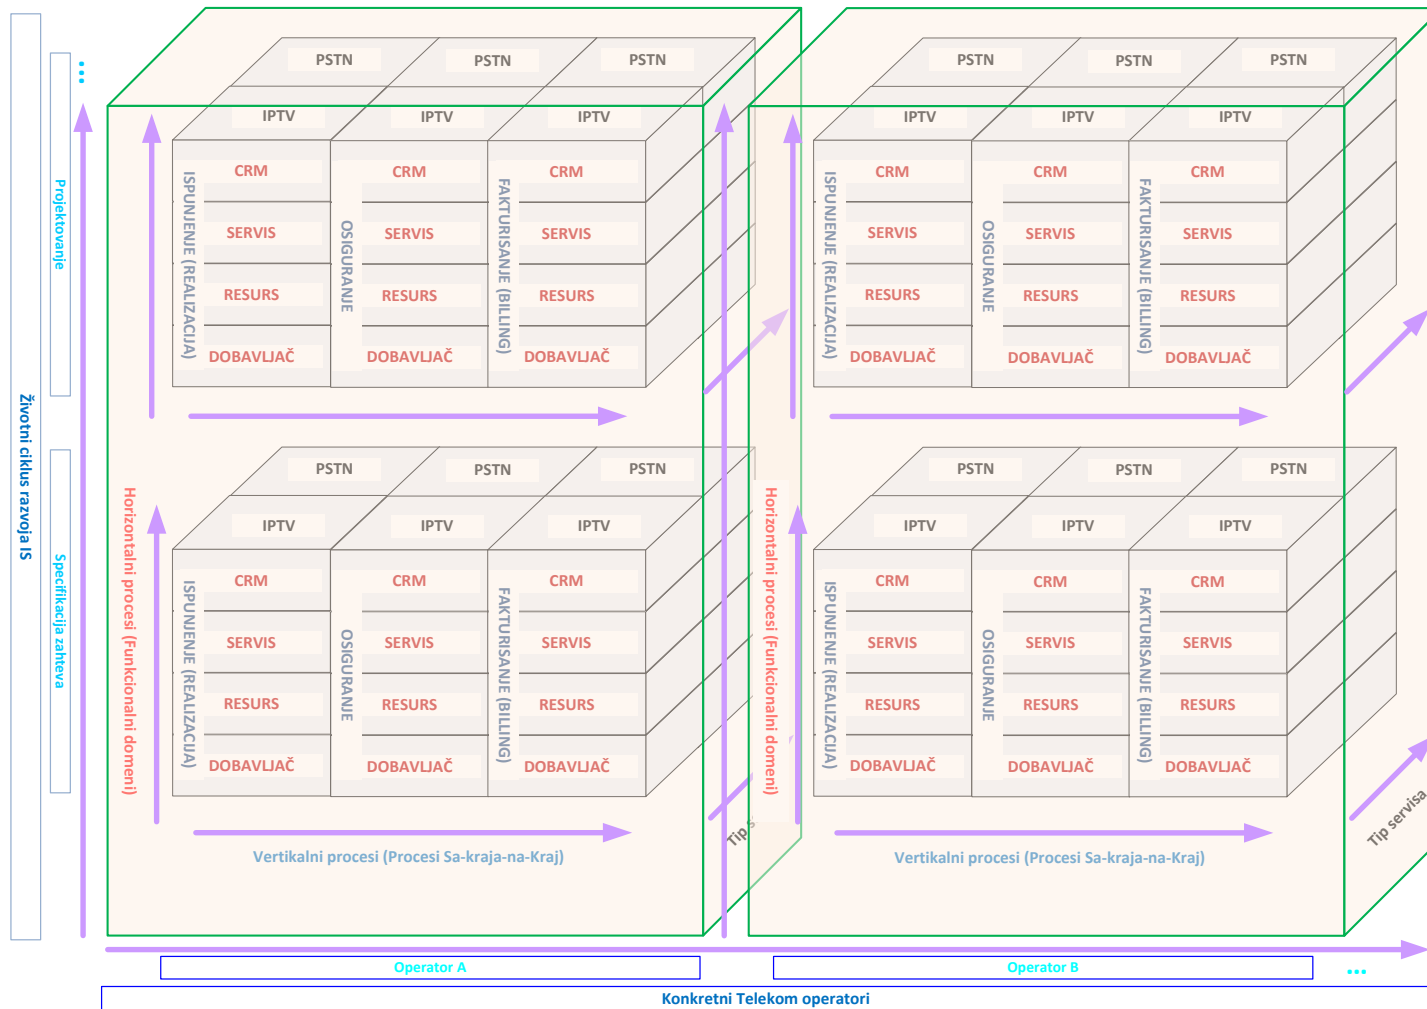 ...
PSTN PSTN PSTN
IPTV IPTV IPTV
CRM CRM CRM
SERVIS SERVIS SERVIS
RESURS RESURS RESURS
DOBAVLJAČ DOBAVLJAČ DOBAVLJAČ
ISPUNJENJE (REALIZACIJA)
OSIGURANJE
FAKTURISANJE (BILLING)
PSTN PSTN PSTN
IPTV IPTV IPTV
CRM CRM CRM
SERVIS SERVIS SERVIS
RESURS RESURS RESURS
DOBAVLJAČ DOBAVLJAČ DOBAVLJAČ
ISPUNJENJE (REALIZACIJA)
OSIGURANJE
FAKTURISANJE (BILLING)
Životni ciklus razvoja IS
Projektovanje
Specifikacija zahteva
Horizontalni procesi (Funkcionalni domeni)
PSTN PSTN PSTN
IPTV IPTV IPTV
CRM CRM CRM
SERVIS SERVIS SERVIS
RESURS RESURS RESURS
DOBAVLJAČ DOBAVLJAČ DOBAVLJAČ
ISPUNJENJE (REALIZACIJA)
OSIGURANJE
FAKTURISANJE (BILLING)
Tip s
Vertikalni procesi (Procesi Sa-kraja-na-Kraj)
Horizontalni procesi (Funkcionalni domeni)
PSTN PSTN PSTN
IPTV IPTV IPTV
CRM CRM CRM
SERVIS SERVIS SERVIS
RESURS RESURS RESURS
DOBAVLJAČ DOBAVLJAČ DOBAVLJAČ
ISPUNJENJE (REALIZACIJA)
OSIGURANJE
FAKTURISANJE (BILLING)
Tip servisa
Vertikalni procesi (Procesi Sa-kraja-na-Kraj)
Operator A
Operator B
...
Konkretni Telekom operatori